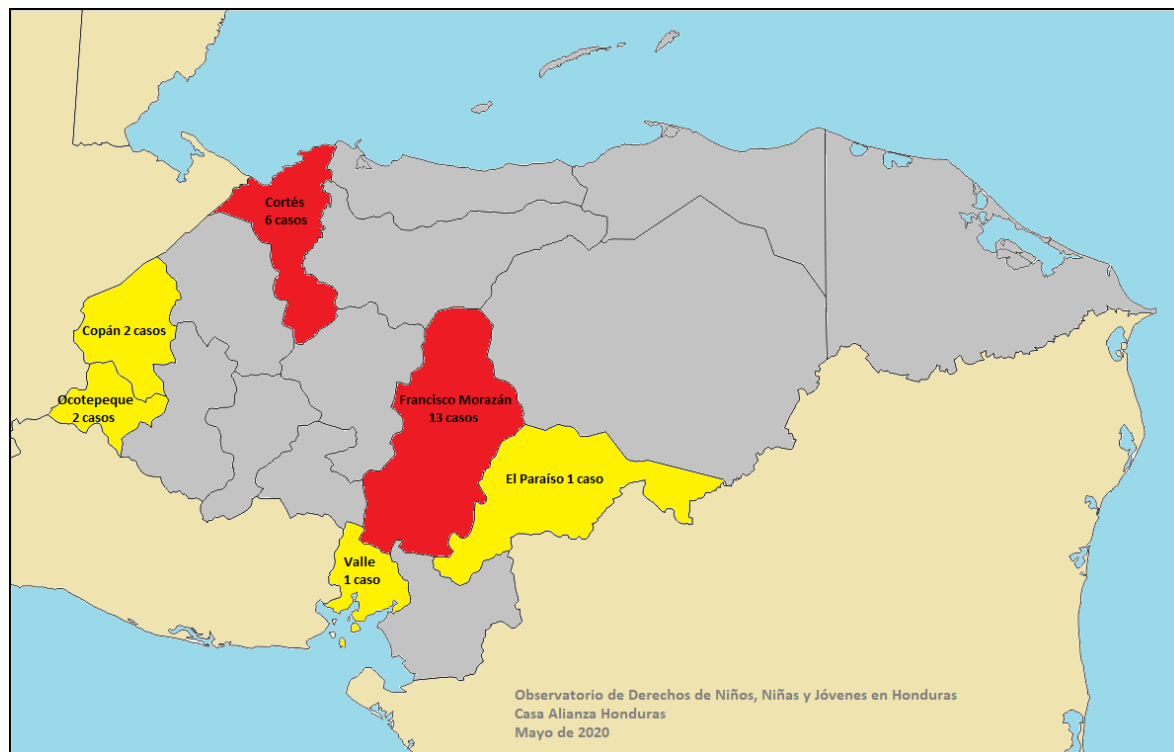 Cortés
6 casos
Copán 2 casos
Ocotepeque
2 casos
Francisco Morazán
13 casos
El Paraíso 1 caso
Valle
1 caso
Observatorio de Derechos de Niños, Niñas y Jóvenes en Honduras
Casa Alianza Honduras
Mayo de 2020